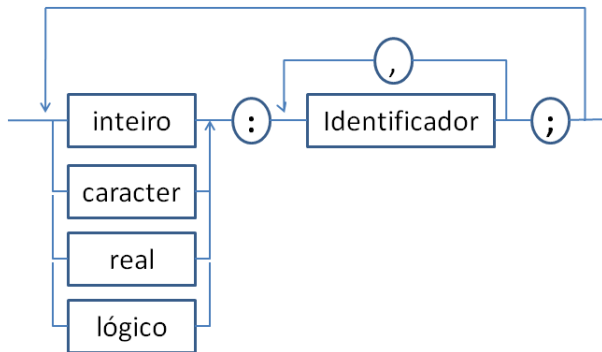 ,
inteiro : Identificador ;
caracter
real
lógico